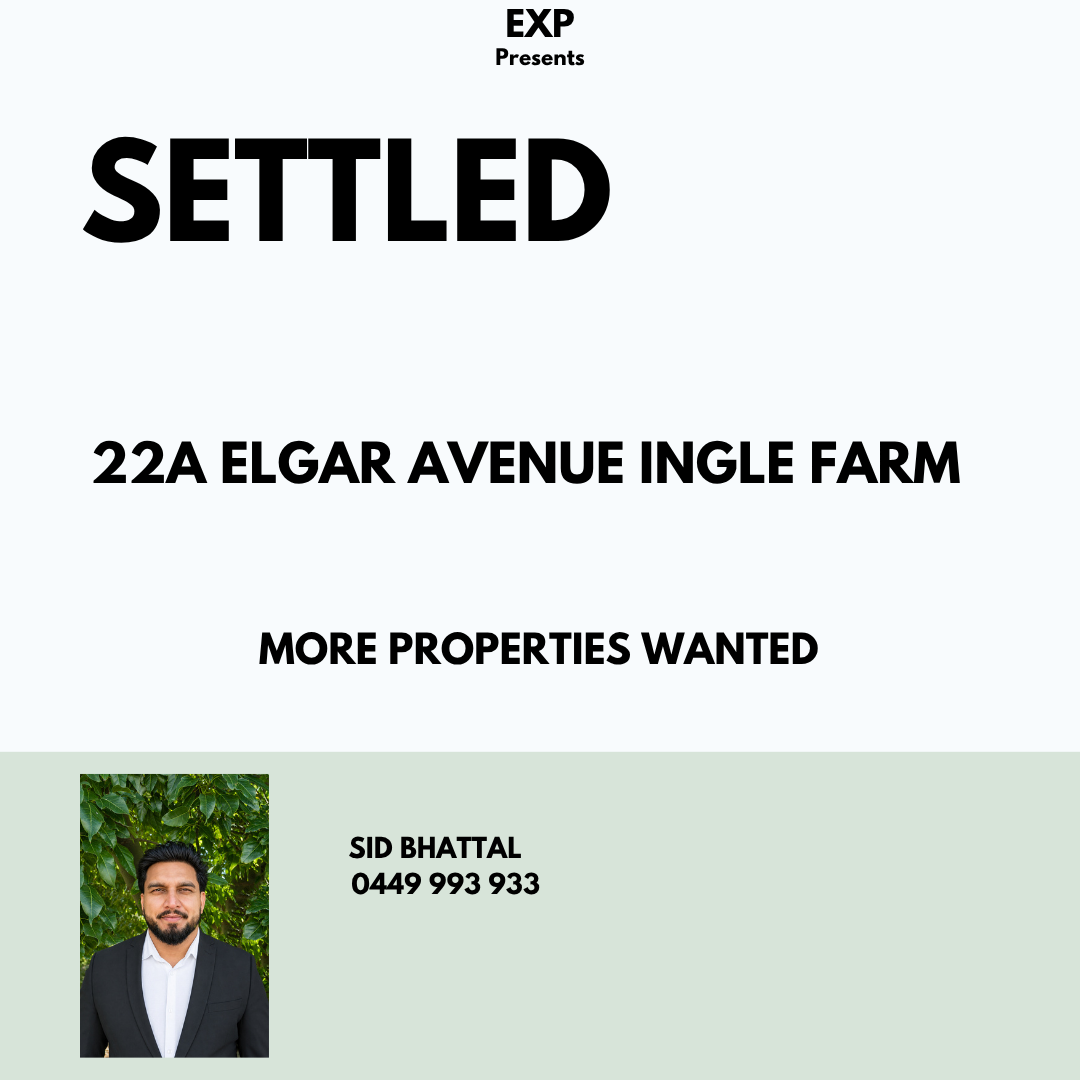 EXP
Presents
SETTLED
22A ELGAR AVENUE INGLE FARM
MORE PROPERTIES WANTED
SID BHATTAL
0449 993 933